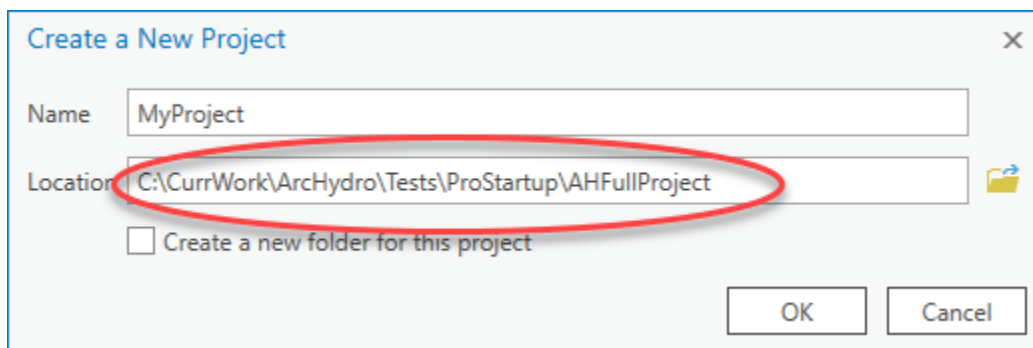 Create a New Project
Name MyProject
Location C:\CurrWork\ArcHydro\Tests\ProStartup\AHFullProject
Create a new folder for this project
OK Cancel